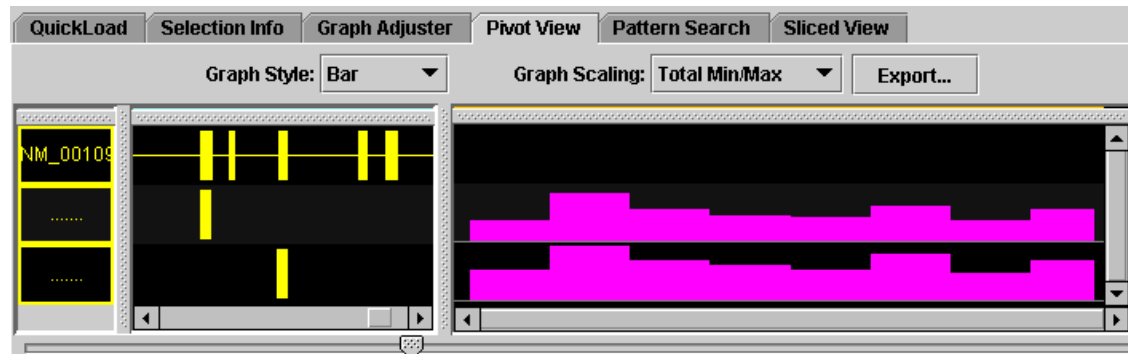 QuickLoad Selection Info Graph Adjuster Pivot View Pattern Search Sliced View
Graph Style: Bar Graph Scaling: Total Min/Max Export...
NM_00109
.......
.......